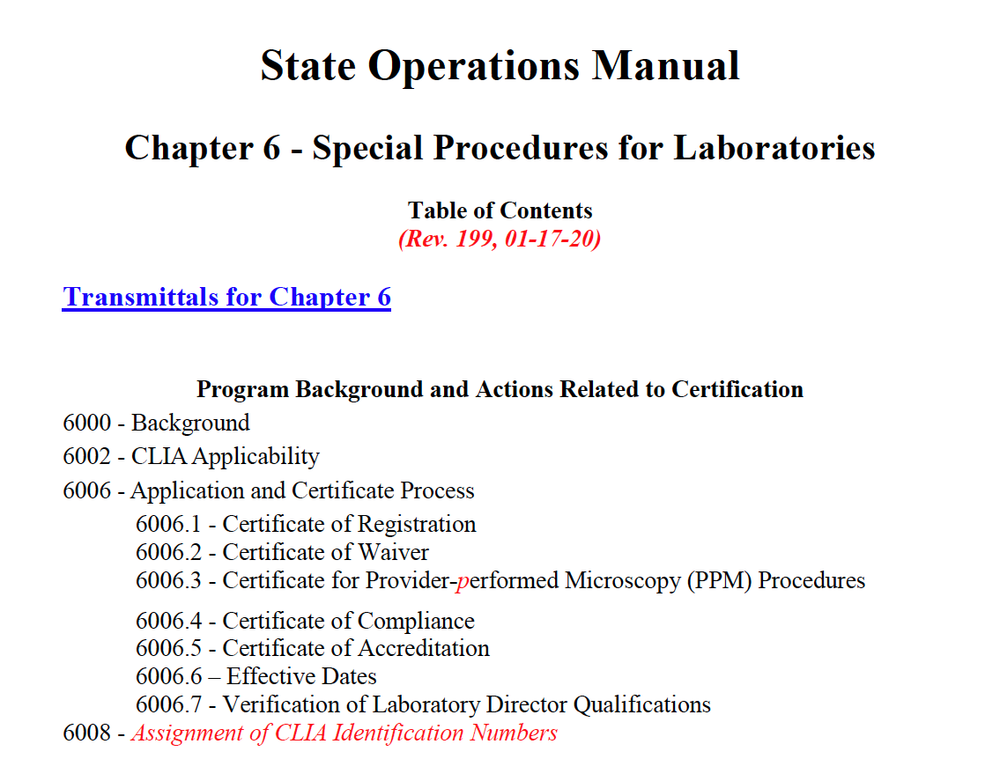 State Operations Manual
Chapter 6 - Special Procedures for Laboratories
Table of Contents
(Rev. 199, 01-17-20)
Transmittals for Chapter 6
Program Background and Actions Related to Certification
6000 - Background
6002 - CLIA Applicability
6006 - Application and Certificate Process
6006.1 - Certificate of Registration
6006.2 - Certificate of Waiver
6006.3 - Certificate for Provider-performed Microscopy (PPM) Procedures
6006.4 - Certificate of Compliance
6006.5 - Certificate of Accreditation
6006.6 – Effective Dates
6006.7 - Verification of Laboratory Director Qualifications
6008 - Assignment of CLIA Identification Numbers